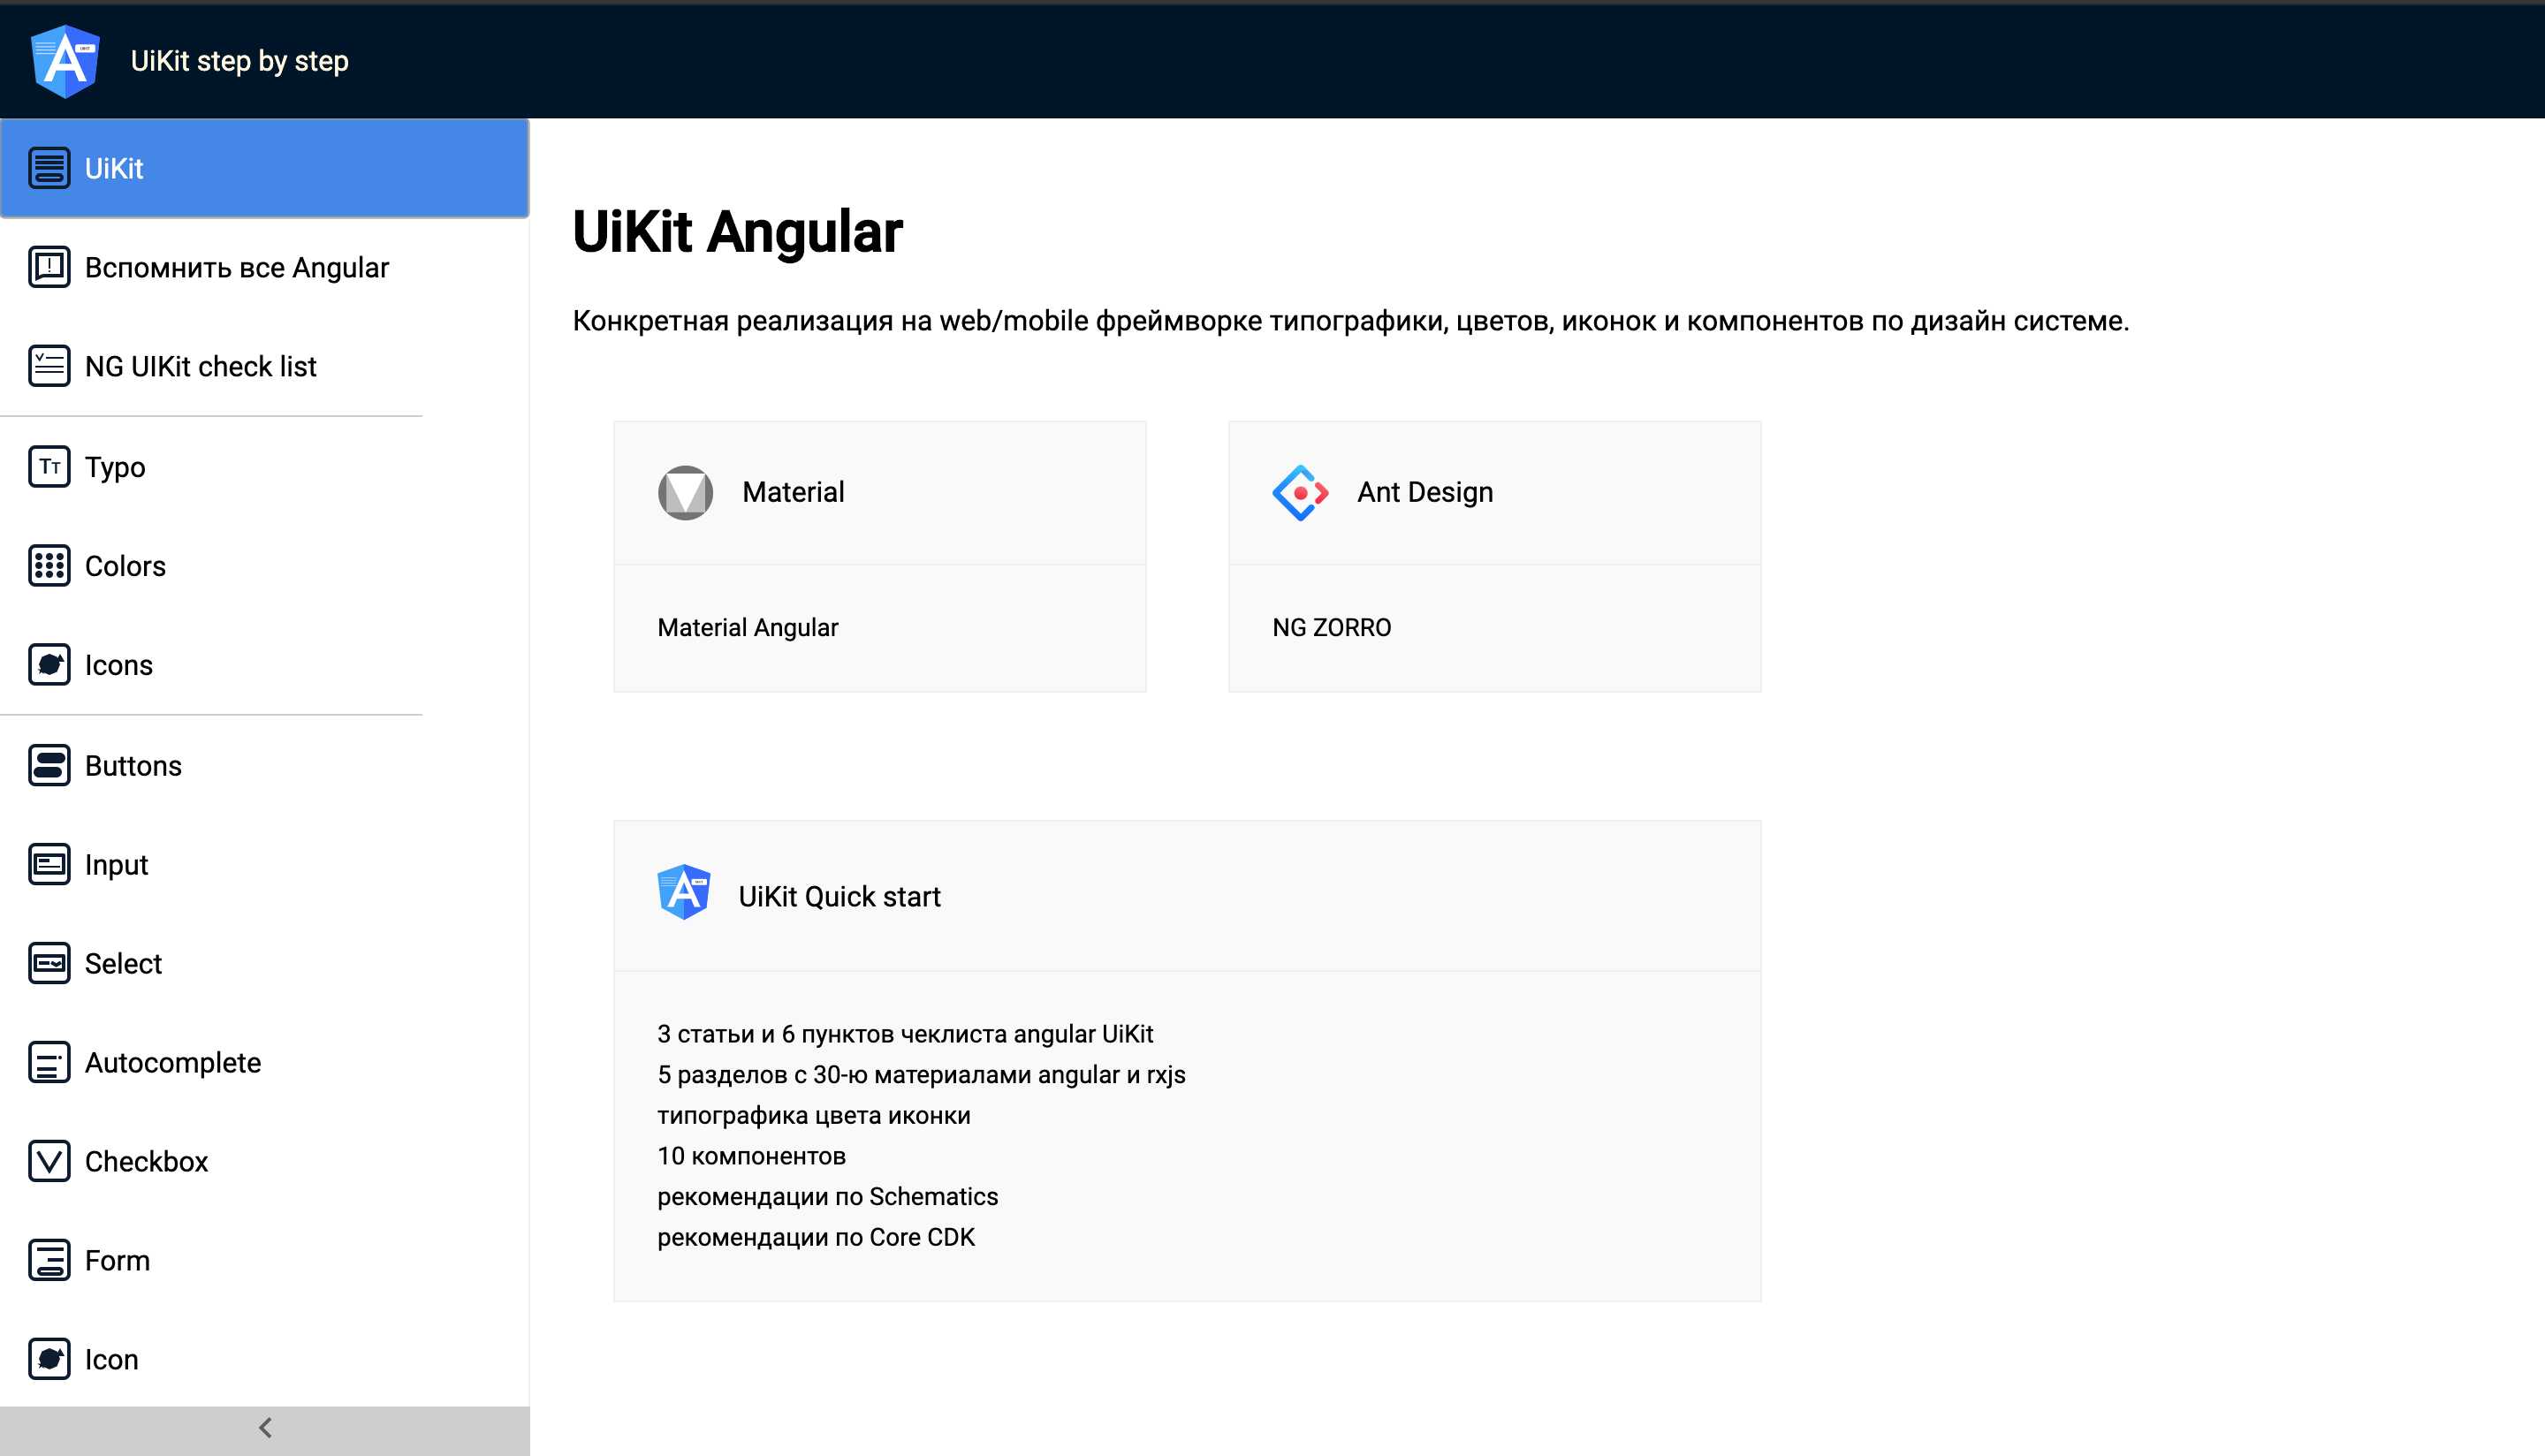 UiKit step by step
UiKit
Вспомнить все Angular
NG UIKit check list
Typo
Colors
Icons
Buttons
Input
Select
Autocomplete
Checkbox
Form
Icon
UiKit Angular
Конкретная реализация на web/mobile фреймворке типографики, цветов, иконок и компонентов по дизайн системе.
Material
Material Angular
Ant Design
NG ZORRO
UiKit Quick start
3 статьи и 6 пунктов чеклиста angular UiKit
5 разделов с 30-ю материалами angular и rxjs
типографика цвета иконки
10 компонентов
рекомендации по Schematics
рекомендации по Core CDK